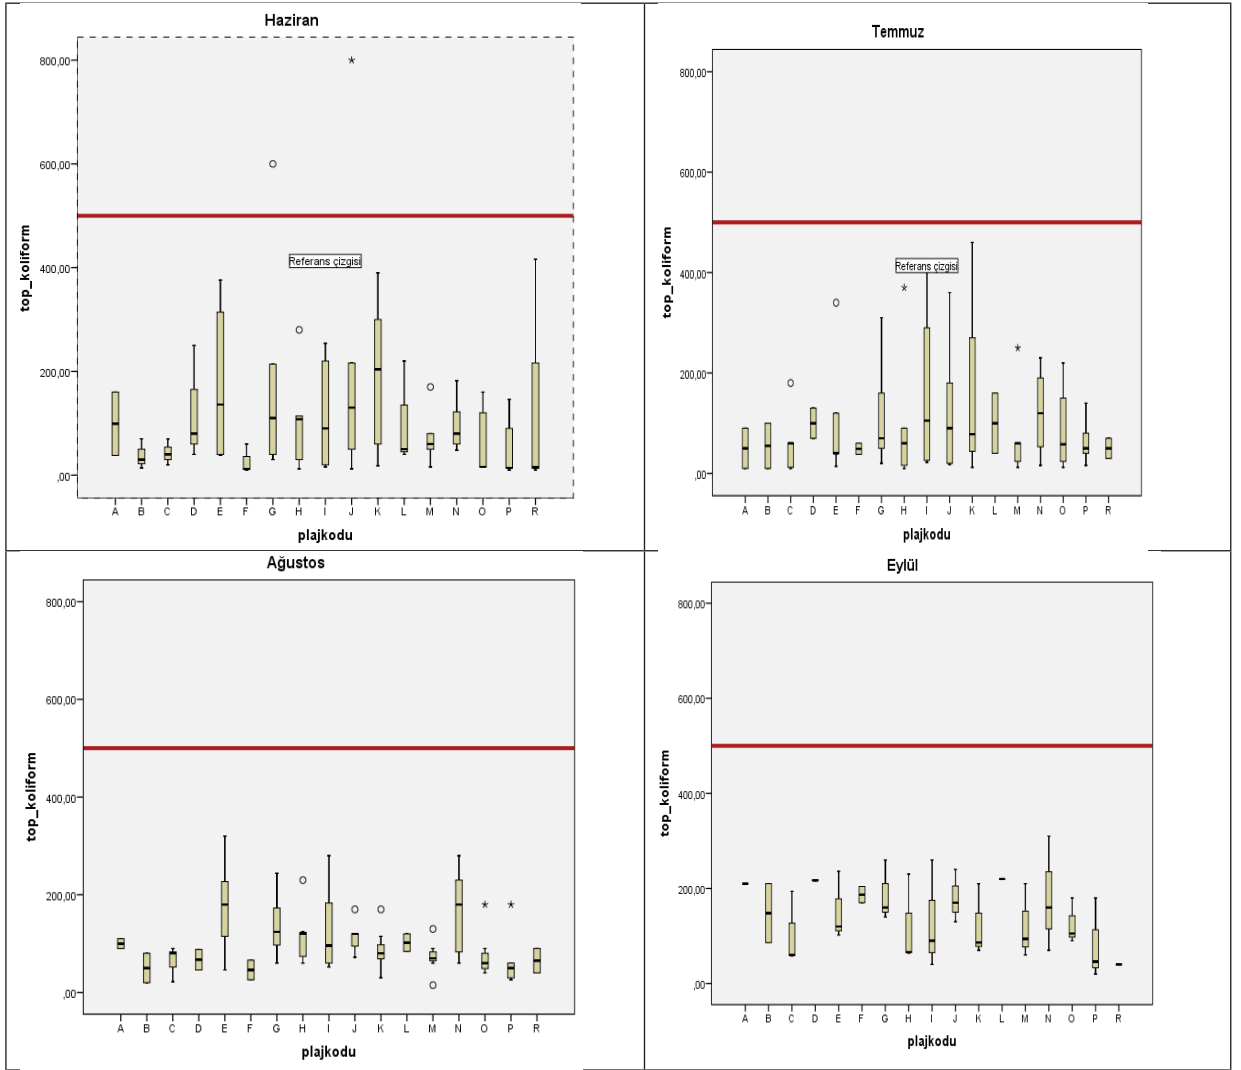 Haziran
800,00
600,00
400,00
200,00
,00
top_koliform
Referans çizgisi
A B C D E F G H I J K L M N O P R
plajkodu
Temmuz
800,00
600,00
400,00
200,00
,00
top_koliform
Referans çizgisi
A B C D E F G H I J K L M N O P R
plajkodu
Ağustos
800,00
600,00
400,00
200,00
,00
top_koliform
A B C D E F G H I J K L M N O P R
plajkodu
Eylül
800,00
600,00
400,00
200,00
,00
top_koliform
A B C D E F G H I J K L M N O P R
plajkodu